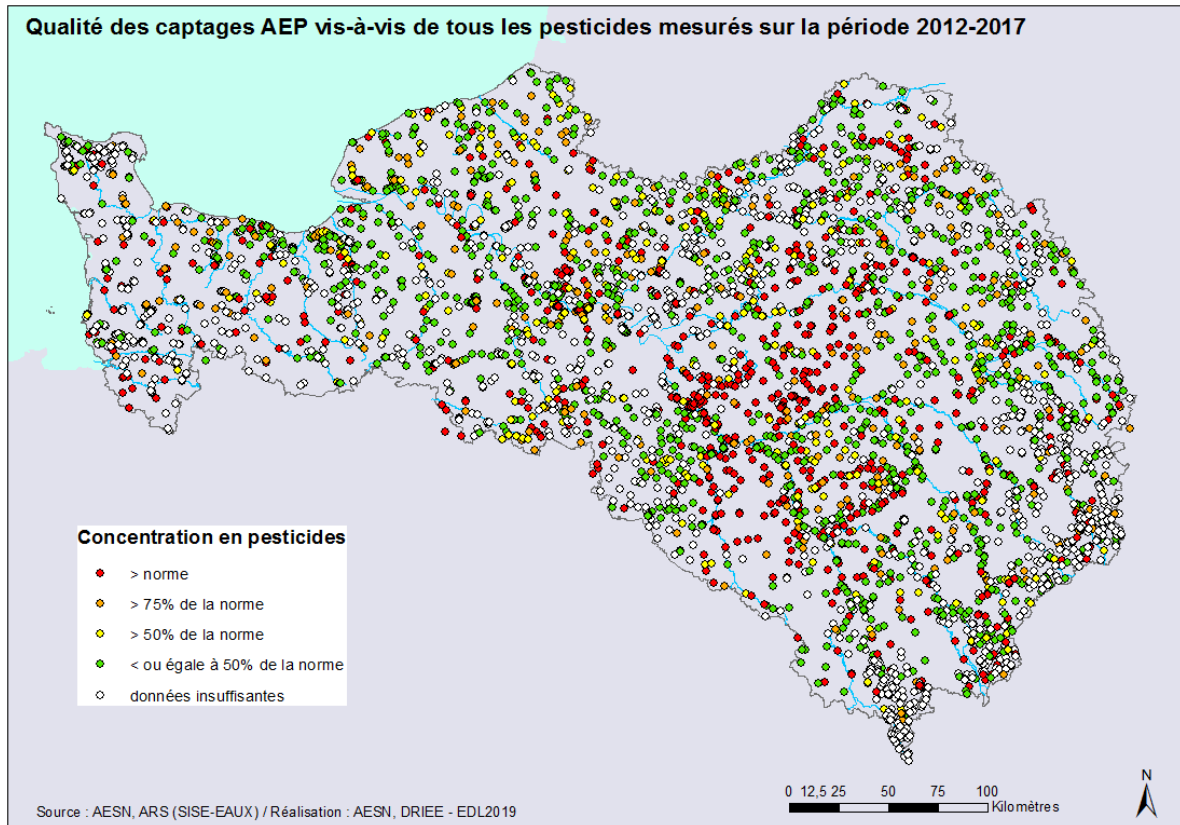 Qualité des captages AEP vis-à-vis de tous les pesticides mesurés sur la période 2012-2017
Concentration en pesticides
> norme
> 75% de la norme
> 50% de la norme
< ou égale à 50% de la norme
données insuffisantes
Source : AESN, ARS (SISE-EAUX) / Réalisation : AESN, DRIEE - EDL2019
0 12,5 25 50 75 100
Kilomètres
N